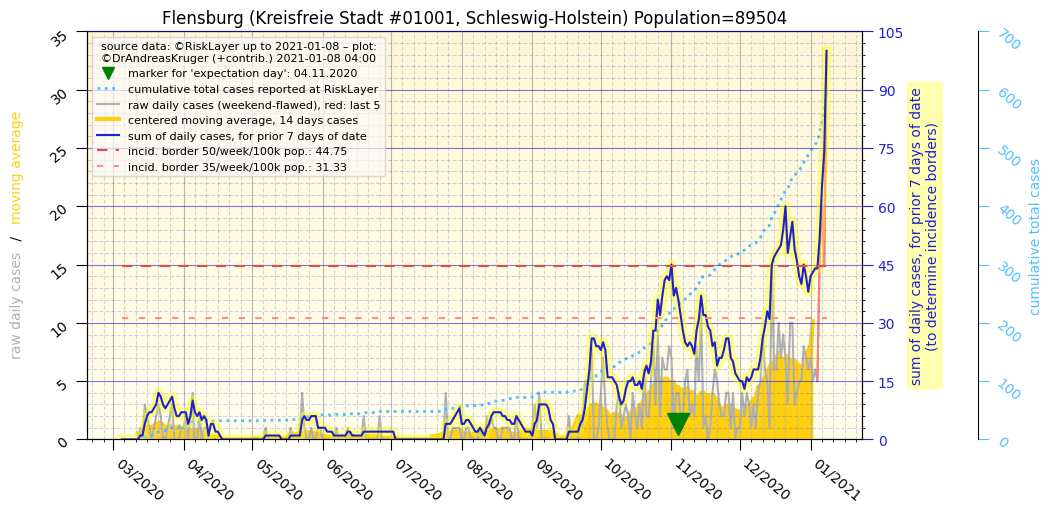 Flensburg (Kreisfreie Stadt #01001, Schleswig-Holstein) Population=89504
source data: ©RiskLayer up to 2021-01-08 – plot:
©DrAndreasKruger (+contrib.) 2021-01-08 04:00
marker for 'expectation day': 04.11.2020
cumulative total cases reported at RiskLayer
raw daily cases (weekend-flawed), red: last 5
centered moving average, 14 days
sum of daily cases, for prior 7 days of date
incid. border 50/week/100k pop.: 44.75
incid. border 35/week/100k pop.: 31.33
raw daily cases / moving average
35
30
25
20
15
10
5
0
03/2020
04/2020
05/2020
06/2020
07/2020
08/2020
09/2020
10/2020
11/2020
12/2020
01/2021
105
90
75
60
45
30
15
0
sum of daily cases, for prior 7 days of date
(to determine incidence borders)
700
600
500
400
300
200
100
0
cumulative total cases